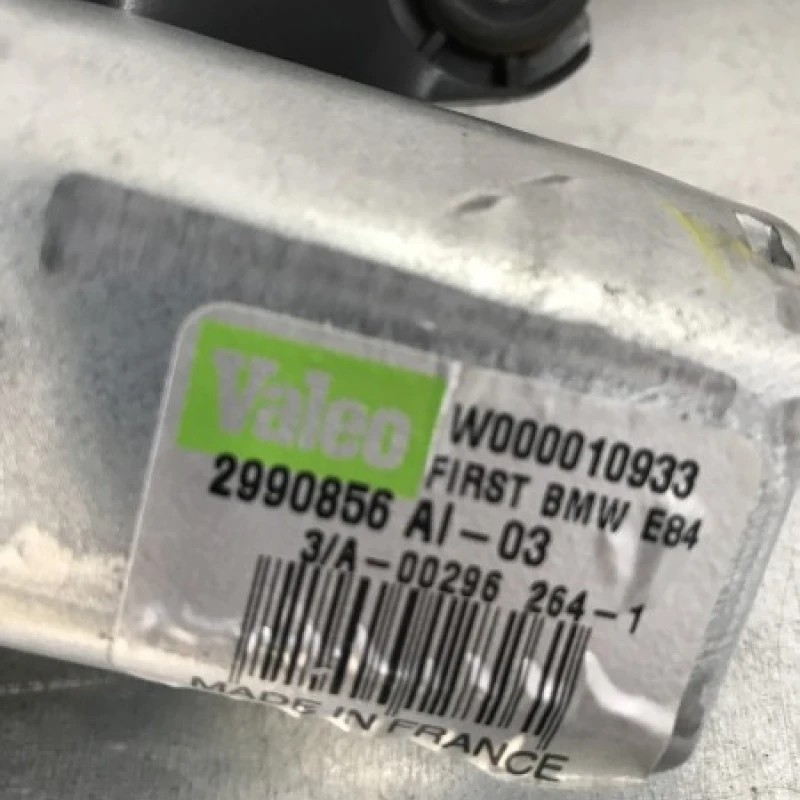 Valeo
W000010933
FIRST BMW E84
2990856 AI-03
3/A-00296 264-1
MADE IN FRANCE